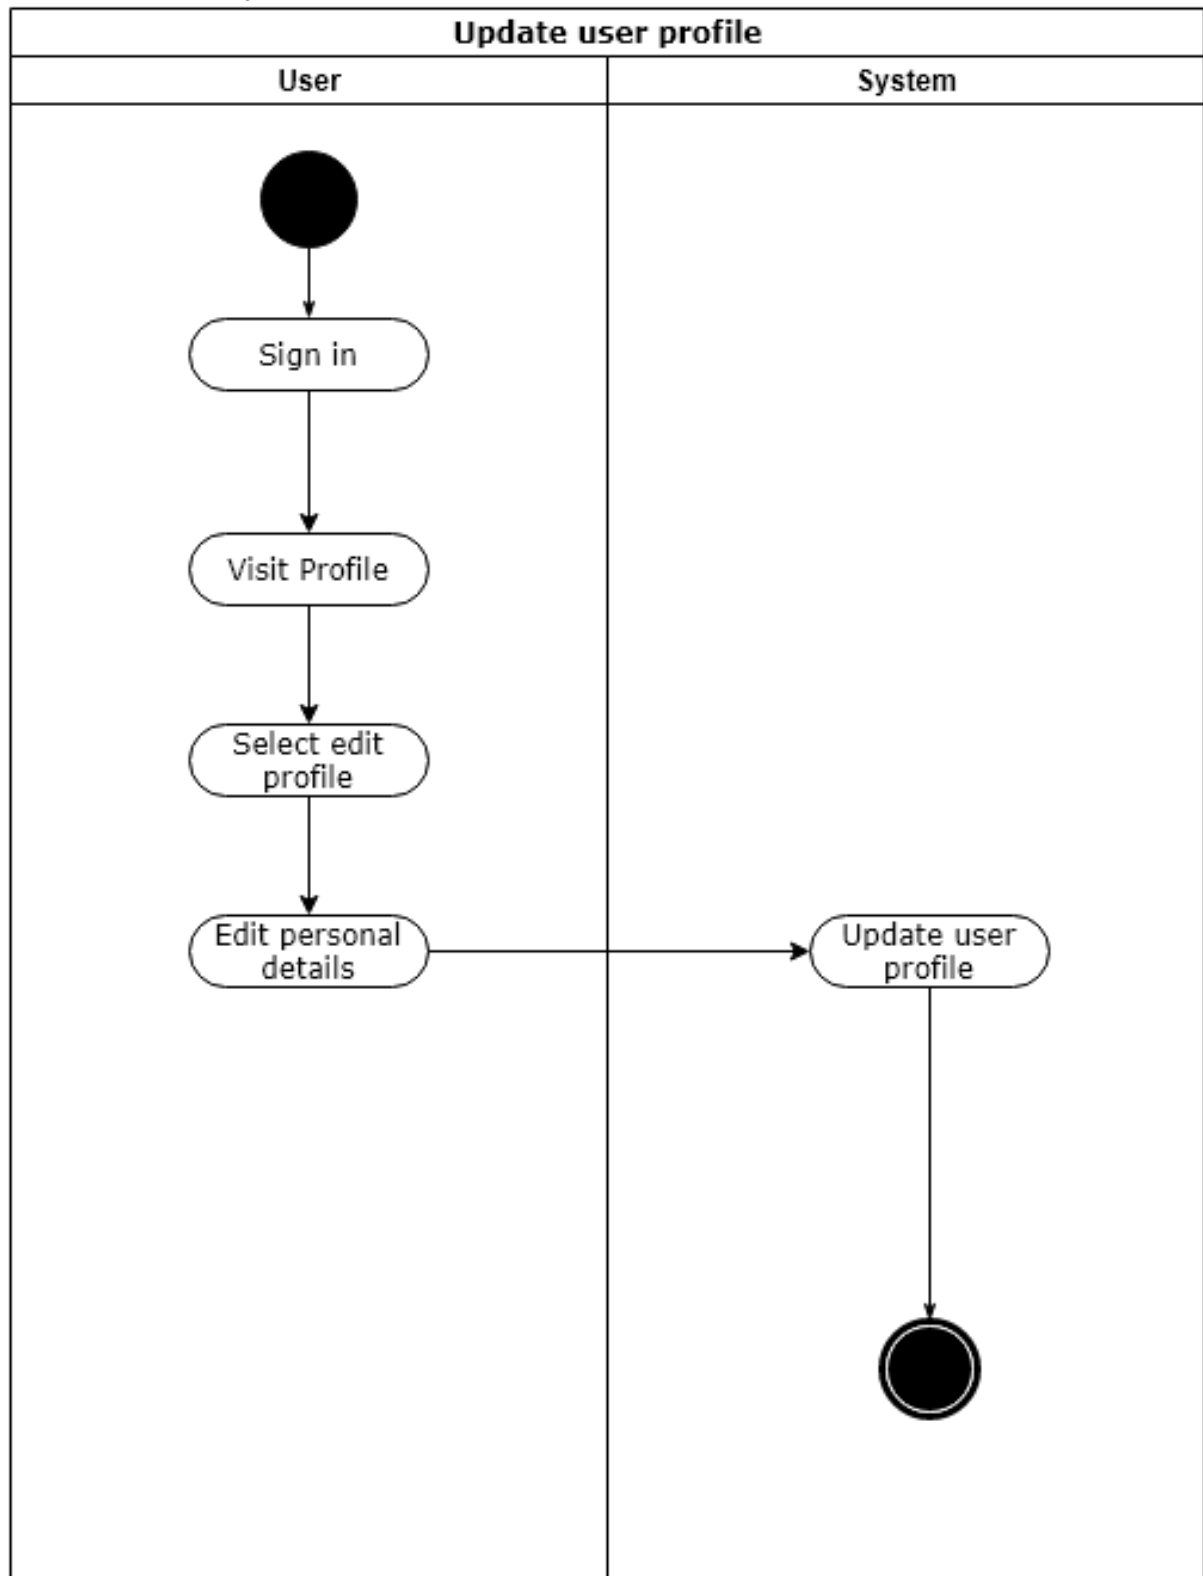 Update user profile
User
System
Sign in
Visit Profile
Select edit
profile
Edit personal
details
Update user
profile